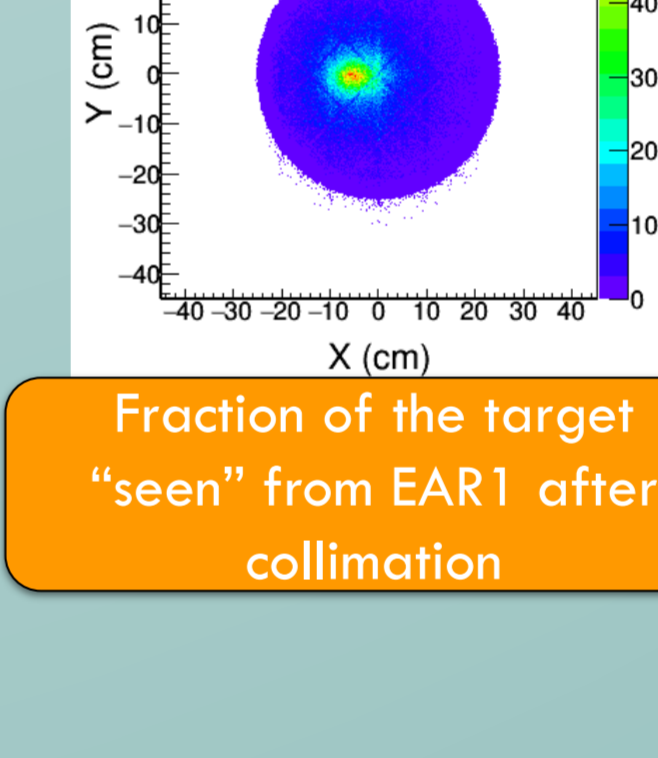 40
10
Y (cm)
0
30
−10
−20
20
−30
10
−40
0
−40 −30 −20 −10 0 10 20 30 40
X (cm)
Fraction of the target
“seen” from EAR1 after
collimation